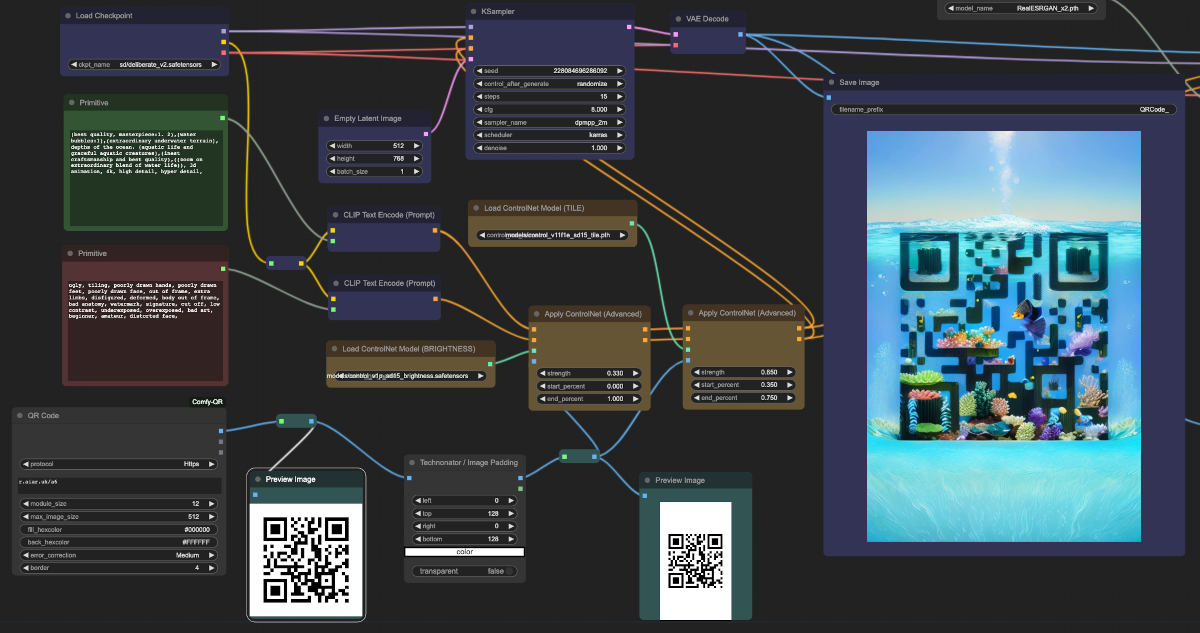 Load Checkpoint
ckpt_name sd/deliberate_v2.safetensors
Primitive
(best quality, masterpiece:1. 2),(water
bubbles:1),(extraordinary underwater terrain),
depths of the ocean. (aquatic life and
graceful aquatic creatures),(finest
craftsmanship and best quality),((zoom on
extraordinary blend of water life)), 3d
animation, 4k, high detail, hyper detail,
Primitive
ugly, tiling, poorly drawn hands, poorly drawn
feet, poorly drawn face, out of frame, extra
limbs, disfigured, deformed, body out of frame,
bad anatomy, watermark, signature, cut off, low
contrast, underexposed, overexposed, bad art,
beginner, amateur, distorted face,
Comfy-QR
QR Code
protocol Https
r.aiar.uk/a6
module_size 12
max_image_size 512
fill_hexcolor #000000
back_hexcolor #FFFFFF
error_correction Medium
border 4
Empty Latent Image
width 512
height 768
batch_size 1
CLIP Text Encode (Prompt)
CLIP Text Encode (Prompt)
Load ControlNet Model (BRIGHTNESS)
Preview Image
KSampler
seed 228084696286092
control_after_generate randomize
steps 15
cfg 8.000
sampler_name dpmpp_2m
scheduler karras
denoise 1.000
Load ControlNet Model (TILE)
Apply ControlNet (Advanced)
strength 0.330
start_percent 0.000
end_percent 1.000
Apply ControlNet (Advanced)
strength 0.650
start_percent 0.350
end_percent 0.750
Technonator / Image Padding
left 0
top 128
right 0
bottom 128
color
transparent false
Preview Image
VAE Decode
model_name RealESRGAN_x2.pth
Save Image
filename_prefix QRCode_